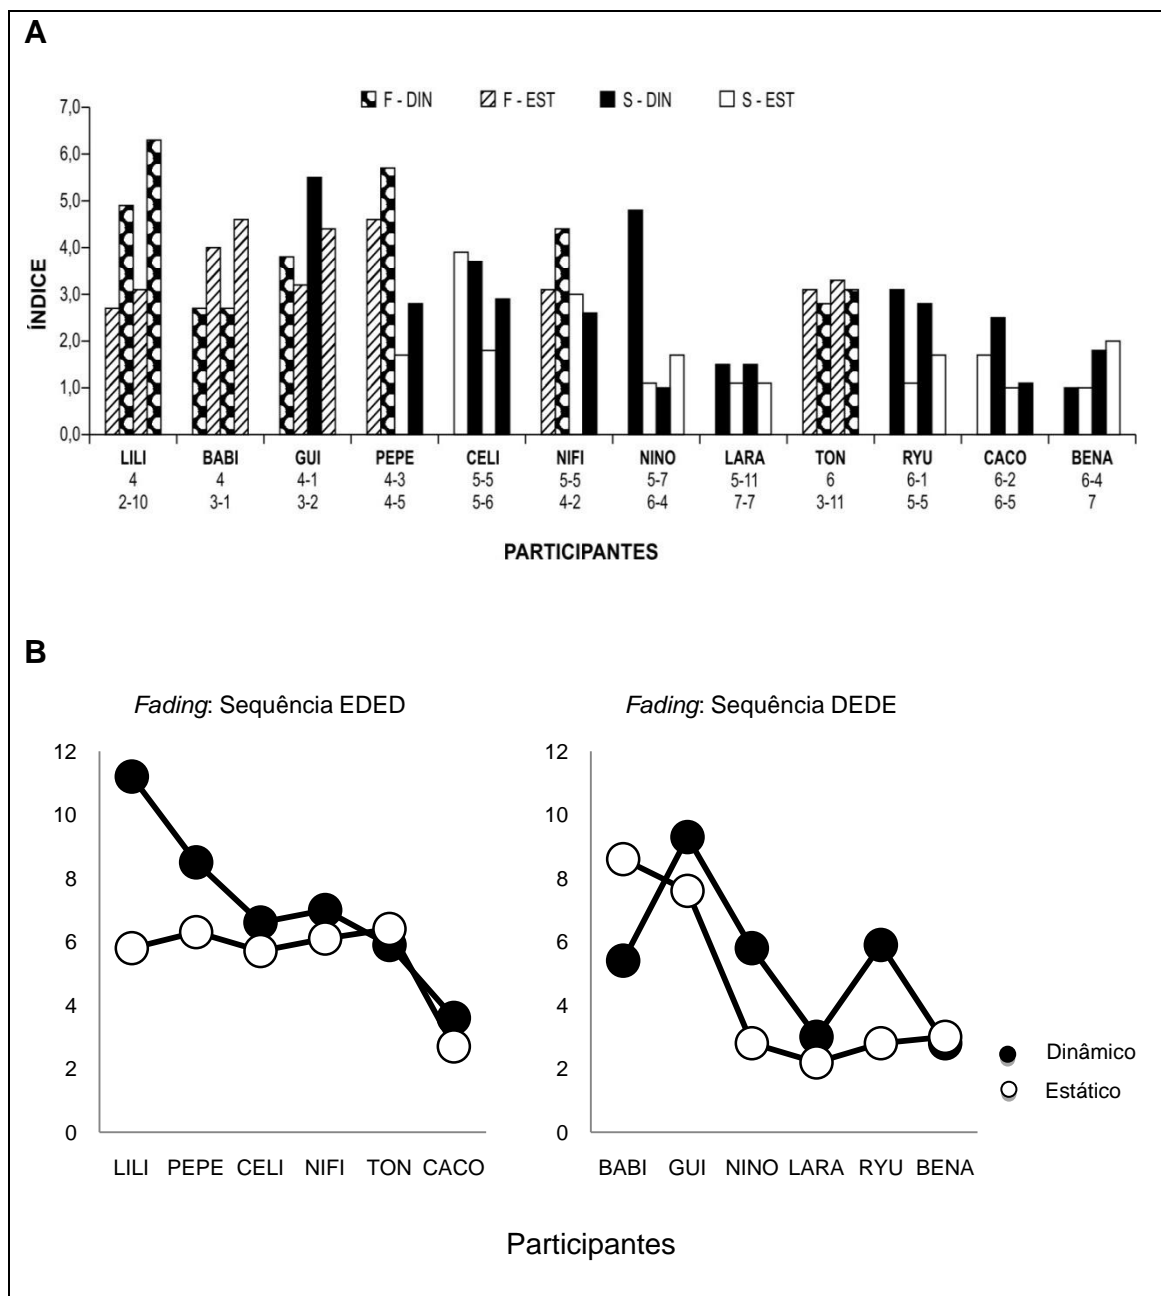 A
F - DIN F - EST S - DIN S - EST
7,0
6,0
5,0
4,0
3,0
2,0
1,0
0,0
ÍNDICE
LILI BABI GUI PEPE CELI NIFI NINO LARA TON RYU CACO BENA
4 4 4-1 4-3 5-5 5-5 5-7 5-11 6 6-1 6-2 6-4
2-10 3-1 3-2 4-5 5-6 4-2 6-4 7-7 3-11 5-5 6-5 7
PARTICIPANTES
B
Fading: Sequência EDED
12
10
8
6
4
2
0
LILI PEPE CELI NIFI TON CACO
Fading: Sequência DEDE
12
10
8
6
4
2
0
BABI GUI NINO LARA RYU BENA
Dinâmico
Estático
Participantes